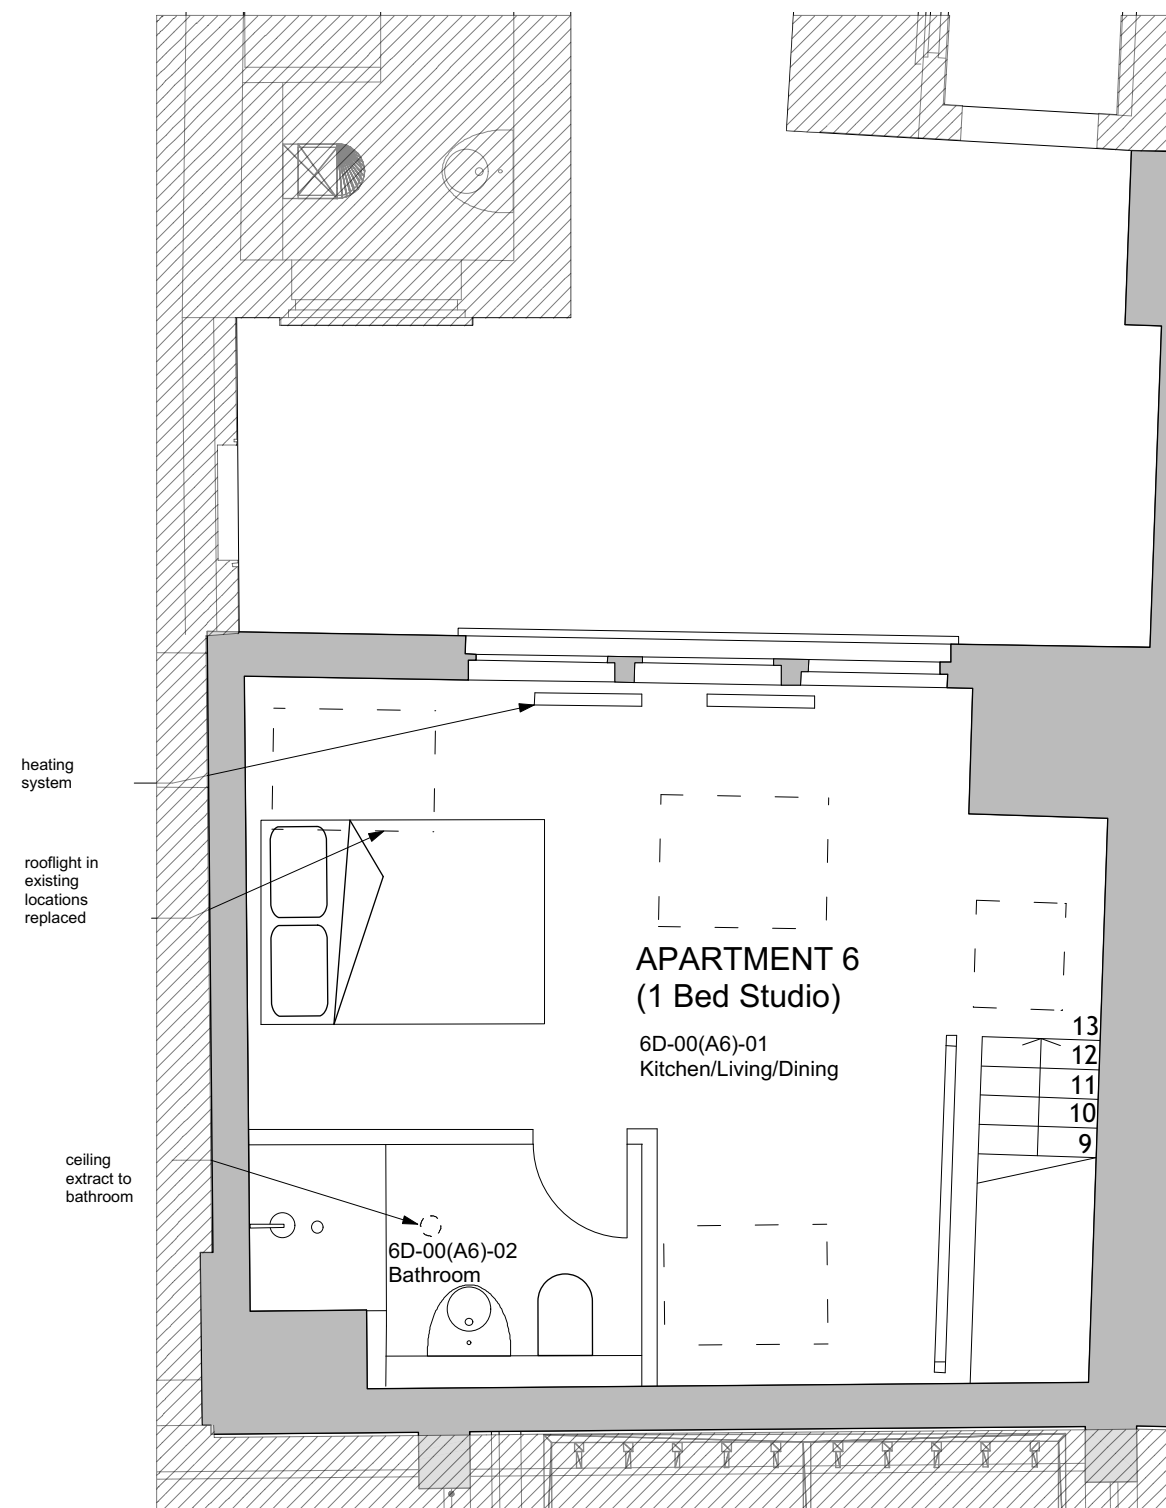 heating
system
rooflight in
existing
locations
replaced
APARTMENT 6
(1 Bed Studio)
6D-00(A6)-01
Kitchen/Living/Dining
13
12
11
10
9
ceiling
extract to
bathroom
6D-00(A6)-02
Bathroom